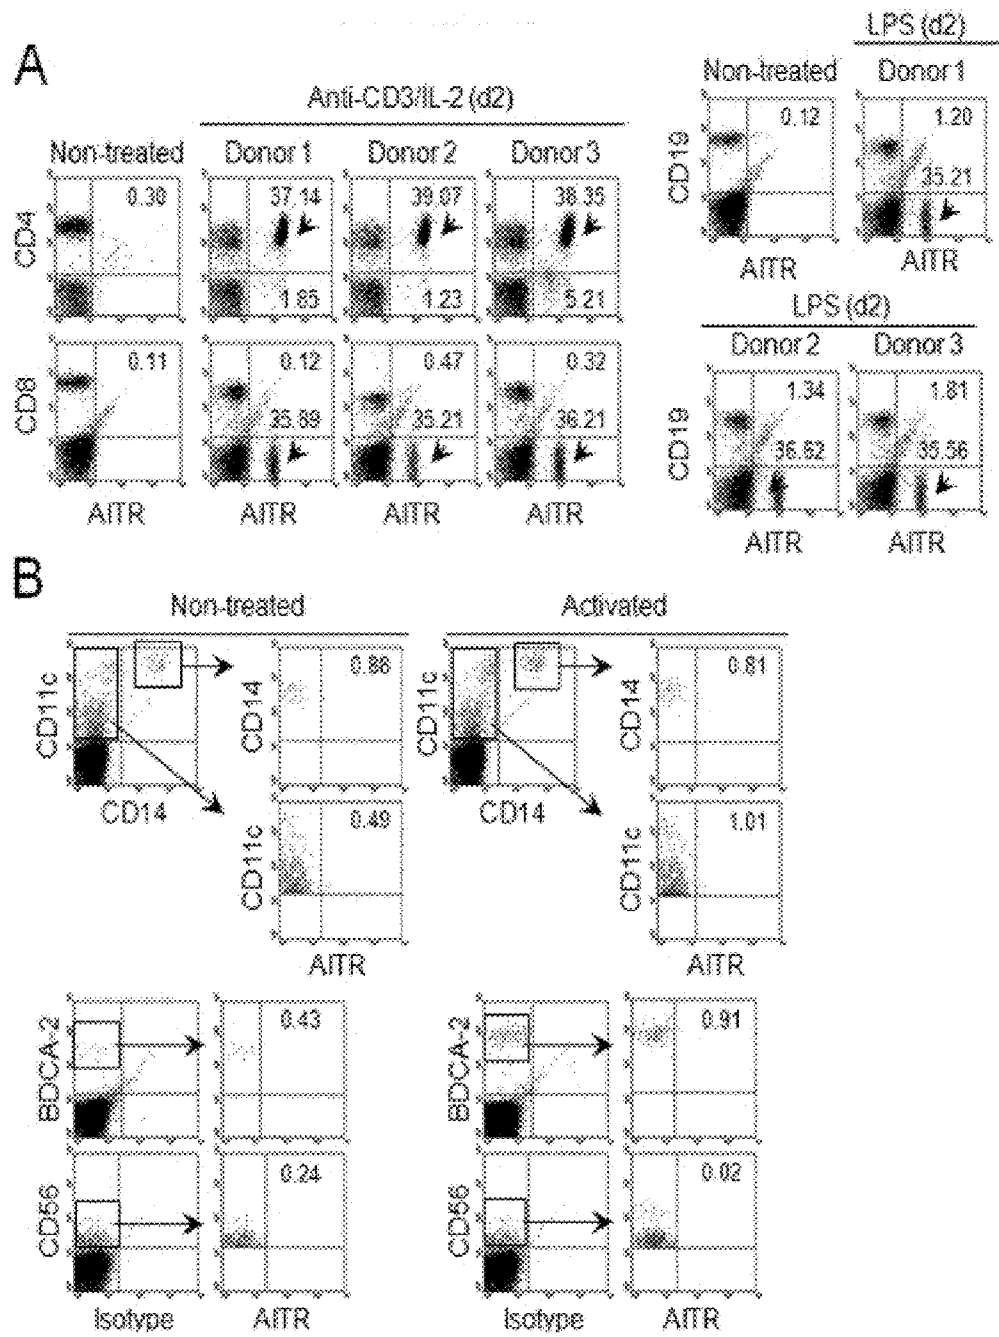 A
LPS (d2)
Non-treated Donor 1
Anti-CD3/IL-2 (d2)
Non-treated Donor 1 Donor 2 Donor 3
CD19 0.12 1.20
35.21
AITR AITR
CD4 0.30 37.14 39.07 38.35
1.85 1.23 5.21
LPS (d2)
Donor 2 Donor 3
CD8 0.11 0.12 0.47 0.32
35.89 35.21 36.21
AITR AITR AITR AITR
CD19 1.34 1.81
36.62 35.56
AITR AITR
B
Non-treated Activated
CD11c CD14 0.86 CD11c CD14 0.81
CD14 CD14
CD11c 0.49 CD11c 1.01
AITR AITR
BDCA-2 0.43 BDCA-2 0.91
CD56 0.24 CD56 0.02
Isotype AITR Isotype AITR